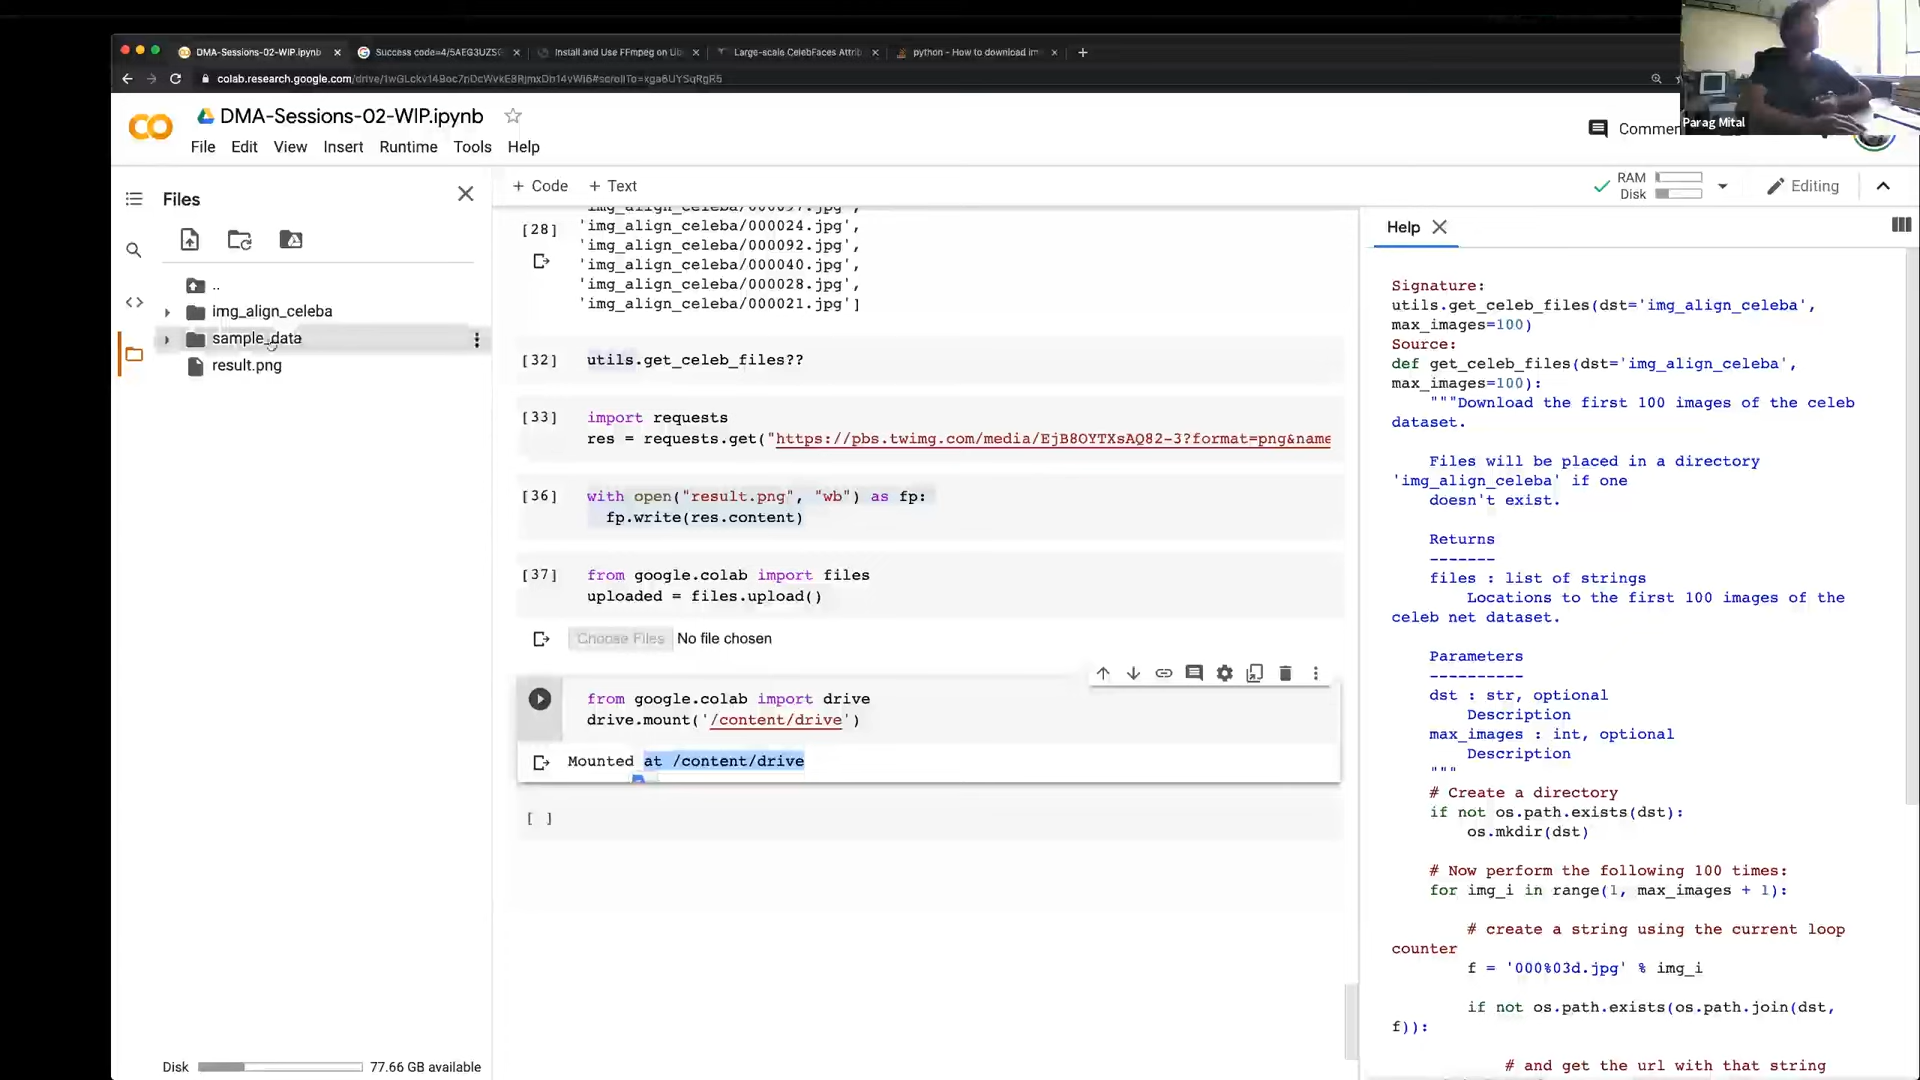 DMA-Sessions-02-WIP.ipynb
Success code=4/5AEG3UZSG
Install and Use FFmpeg on Ub
Large-scale CelebFaces Attrib
python - How to download im
Parag Mital
DMA-Sessions-02-WIP.ipynb
File Edit View Insert Runtime Tools Help
Files
..
img_align_celeba
sample_data
result.png
Disk 77.66 GB available
+ Code + Text
RAM
Disk
Editing
[28]
'img_align_celeba/000097.jpg',
'img_align_celeba/000024.jpg',
'img_align_celeba/000092.jpg',
'img_align_celeba/000040.jpg',
'img_align_celeba/000028.jpg',
'img_align_celeba/000021.jpg']
[32] utils.get_celeb_files??
[33] import requests
res = requests.get("https://pbs.twimg.com/media/EjB8OYTXsAQ82-3?format=png&name
[36] with open("result.png", "wb") as fp:
fp.write(res.content)
[37] from google.colab import files
uploaded = files.upload()
Choose Files No file chosen
from google.colab import drive
drive.mount('/content/drive')
Mounted at /content/drive
[ ]
Help
Signature:
utils.get_celeb_files(dst='img_align_celeba',
max_images=100)
Source:
def get_celeb_files(dst='img_align_celeba',
max_images=100):
"""Download the first 100 images of the celeb
dataset.
Files will be placed in a directory
'img_align_celeba' if one
doesn't exist.
Returns
-------
files : list of strings
Locations to the first 100 images of the
celeb net dataset.
Parameters
----------
dst : str, optional
Description
max_images : int, optional
Description
"""
# Create a directory
if not os.path.exists(dst):
os.mkdir(dst)
# Now perform the following 100 times:
for img_i in range(1, max_images + 1):
# create a string using the current loop
counter
f = '000%03d.jpg' % img_i
if not os.path.exists(os.path.join(dst,
f)):
# and get the url with that string